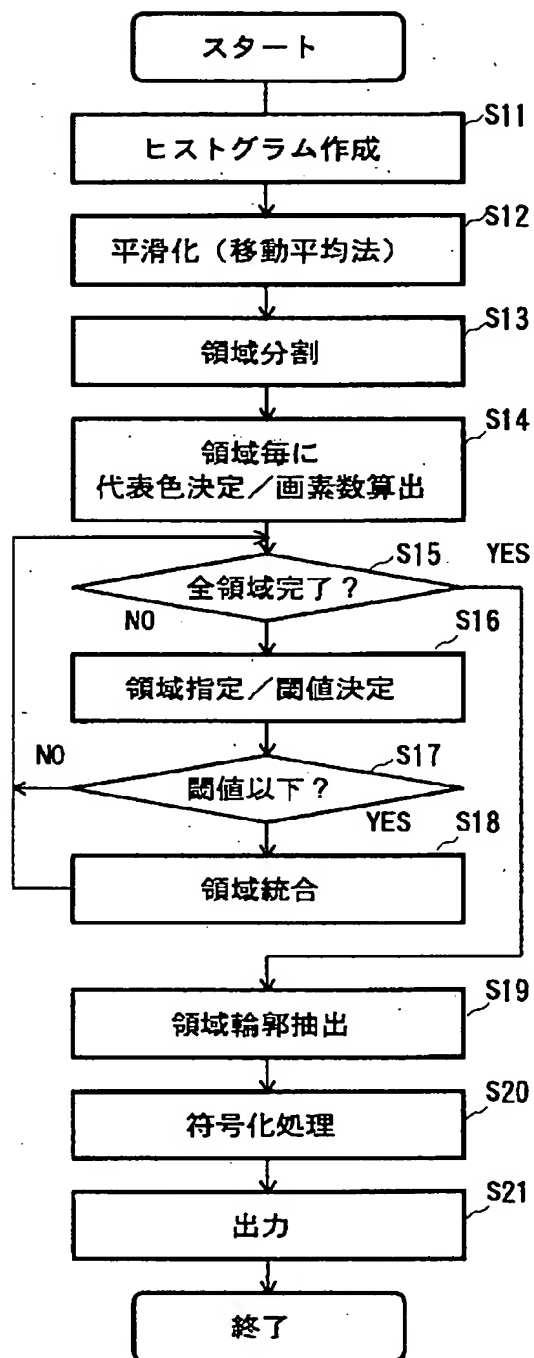 スタート
S11
ヒストグラム作成
S12
平滑化（移動平均法）
S13
領域分割
S14
領域毎に
代表色決定／画素数算出
S15
YES
全領域完了？
NO
S16
領域指定／閾値決定
NO
S17
閾値以下？
YES
S18
領域統合
S19
領域輪郭抽出
S20
符号化処理
S21
出力
終了